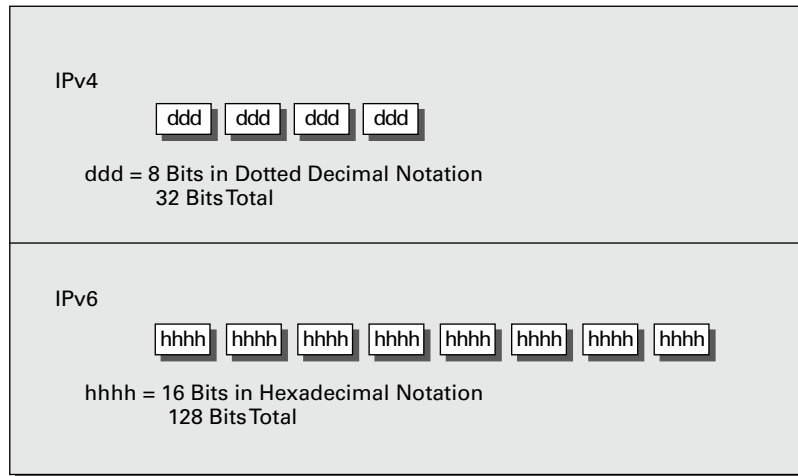 IPv4
ddd ddd ddd ddd
ddd = 8 Bits in Dotted Decimal Notation
32 Bits Total
IPv6
hhhh hhhh hhhh hhhh hhhh hhhh hhhh hhhh
hhhh = 16 Bits in Hexadecimal Notation
128 Bits Total